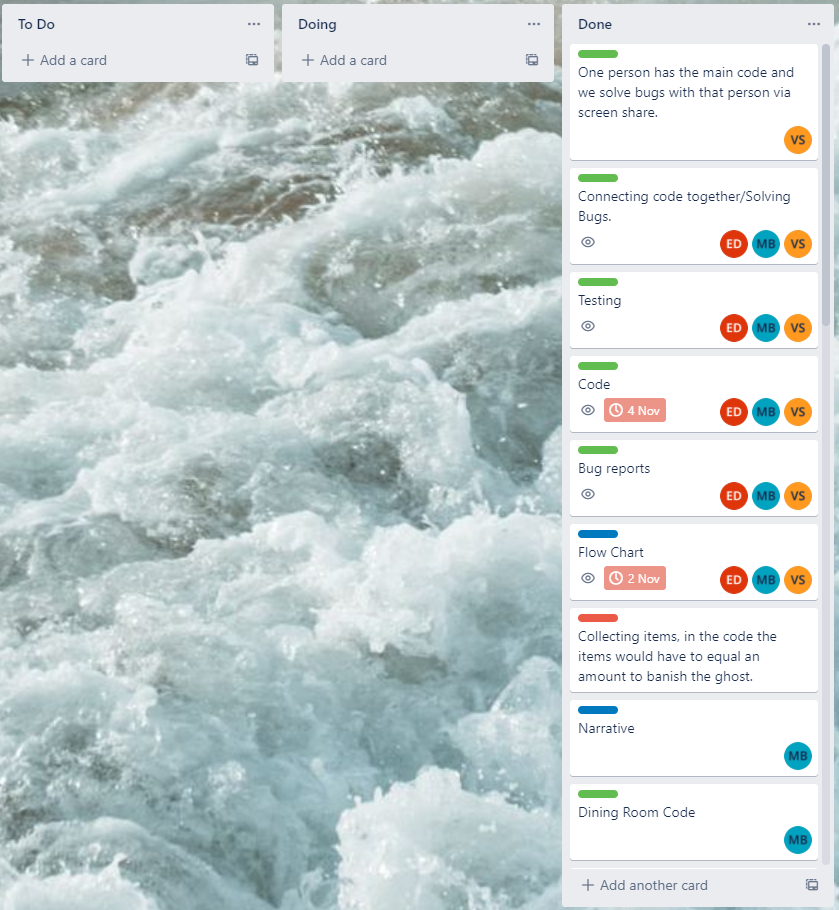 To Do
Add a card
Doing
Add a card
Done
One person has the main code and
we solve bugs with that person via
screen share.
VS
Connecting code together/Solving
Bugs.
ED MB VS
Testing
ED MB VS
Code
4 Nov ED MB VS
Bug reports
ED MB VS
Flow Chart
2 Nov ED MB VS
Collecting items, in the code the
items would have to equal an
amount to banish the ghost.
Narrative
MB
Dining Room Code
MB
Add another card